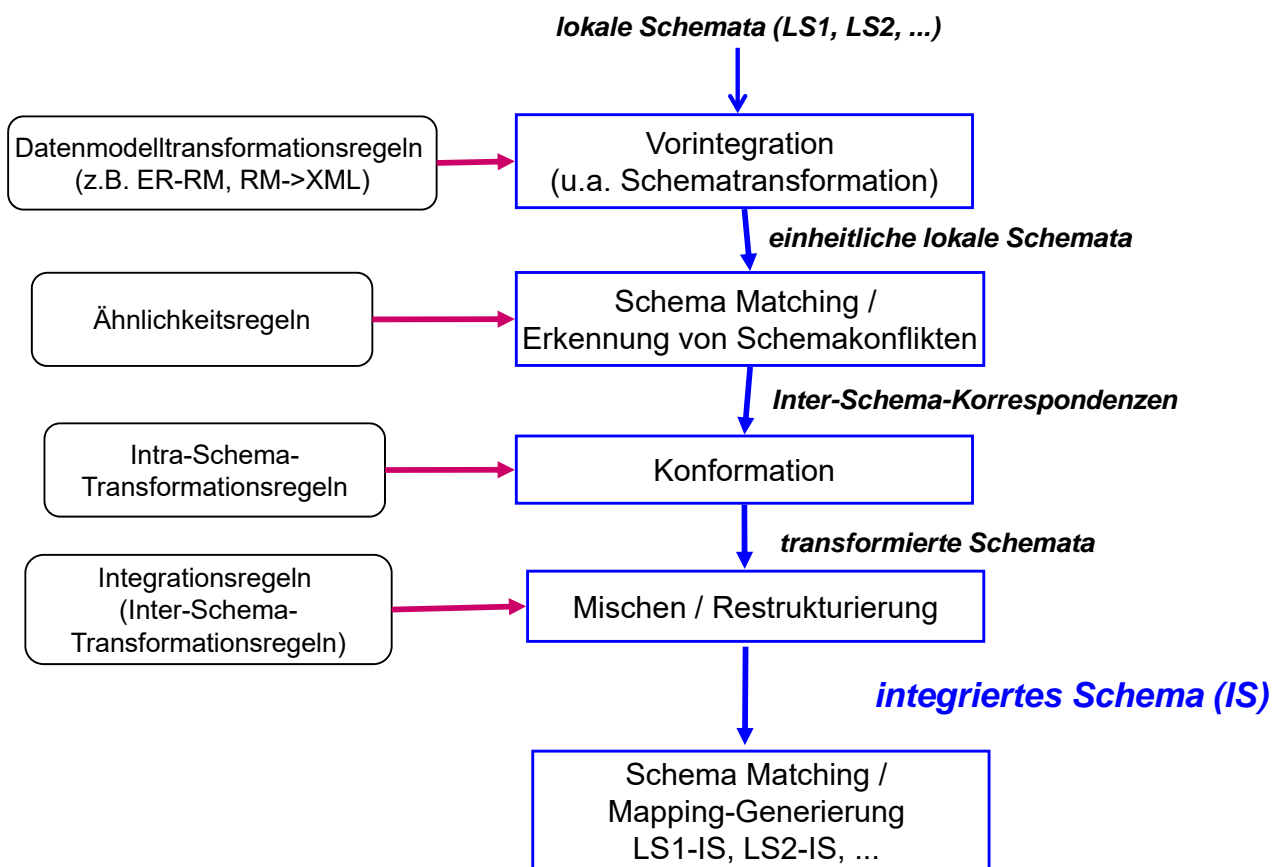 lokale Schemata (LS1, LS2, ...)
Datenmodelltransformationsregeln
(z.B. ER-RM, RM->XML)
Vorintegration
(u.a. Schematransformation)
einheitliche lokale Schemata
Ähnlichkeitsregeln
Schema Matching /
Erkennung von Schemakonflikten
Inter-Schema-Korrespondenzen
Intra-Schema-
Transformationsregeln
Konformation
transformierte Schemata
Integrationsregeln
(Inter-Schema-
Transformationsregeln)
Mischen / Restrukturierung
integriertes Schema (IS)
Schema Matching /
Mapping-Generierung
LS1-IS, LS2-IS, ...